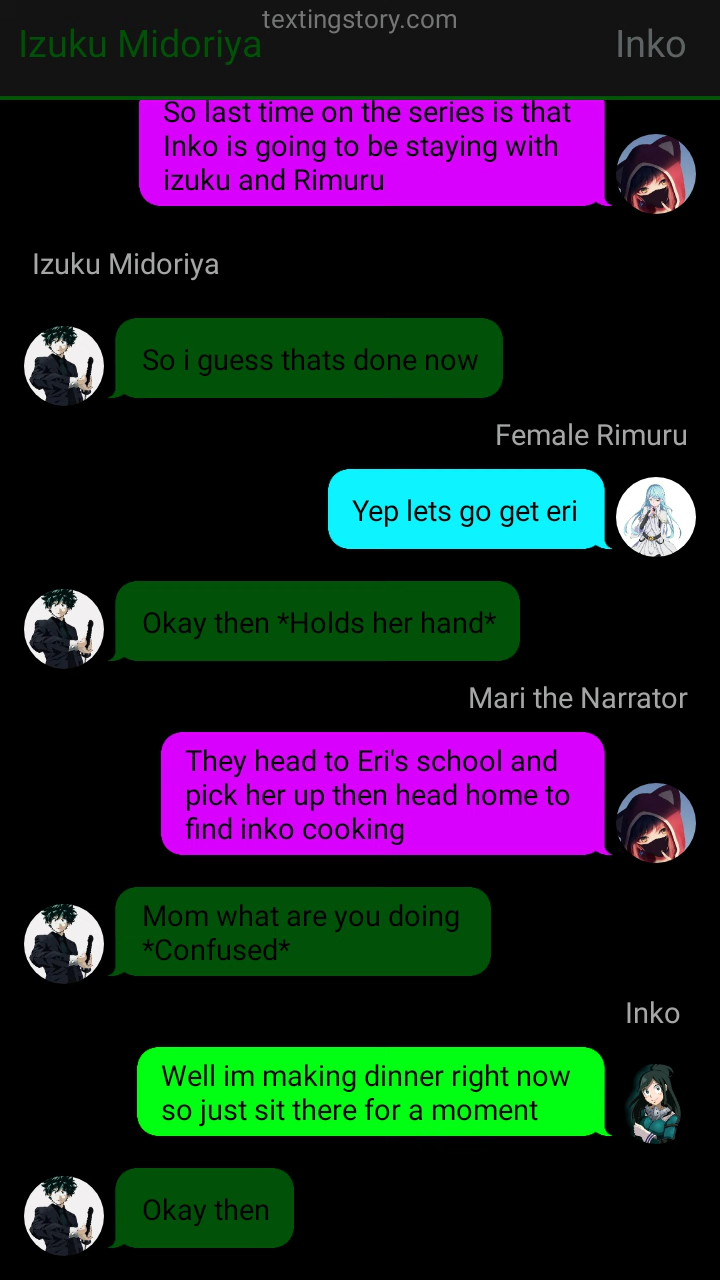 textingstory.com
Izuku Midoriya
Inko
So last time on the series is that
Inko is going to be staying with
izuku and Rimuru
Izuku Midoriya
So i guess thats done now
Female Rimuru
Yep lets go get eri
Okay then *Holds her hand*
Mari the Narrator
They head to Eri's school and
pick her up then head home to
find inko cooking
Mom what are you doing
*Confused*
Inko
Well im making dinner right now
so just sit there for a moment
Okay then